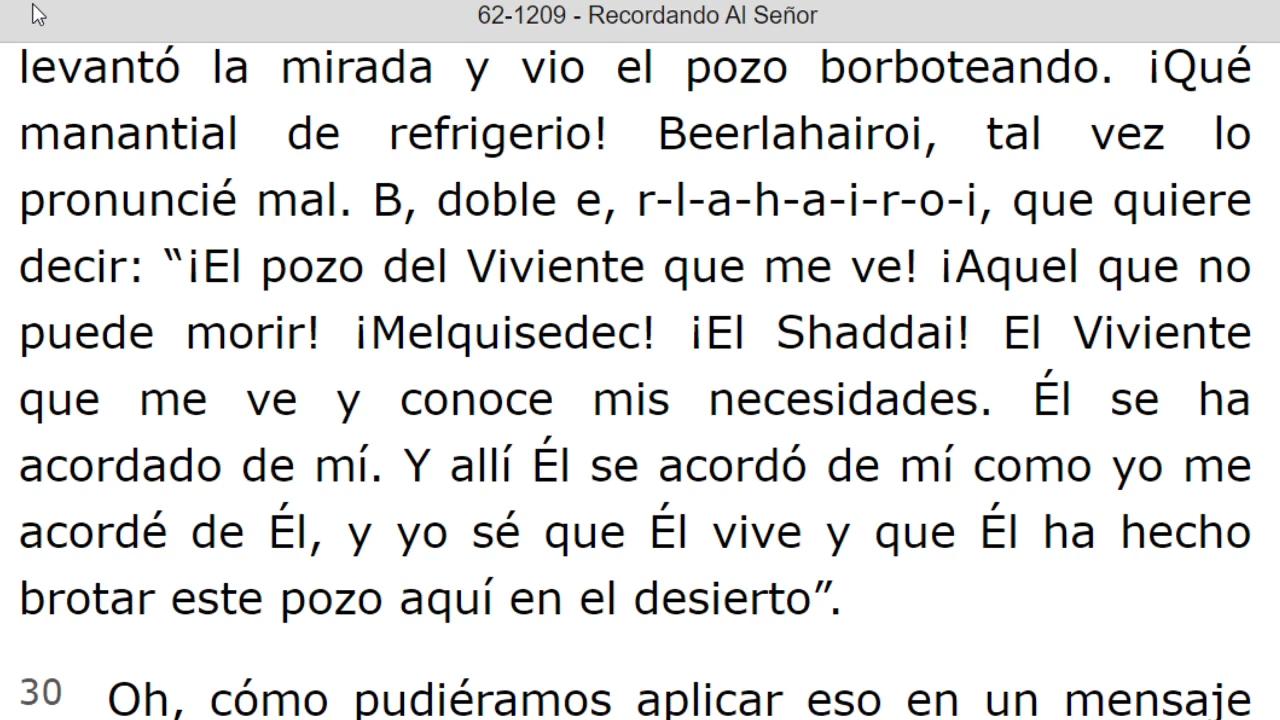 62-1209 - Recordando Al Señor
levantó la mirada y vio el pozo borboteando. ¡Qué
manantial de refrigerio! Beerlahairoi, tal vez lo
pronuncié mal. B, doble e, r-l-a-h-a-i-r-o-i, que quiere
decir: “¡El pozo del Viviente que me ve! ¡Aquel que no
puede morir! ¡Melquisedec! ¡El Shaddai! El Viviente
que me ve y conoce mis necesidades. Él se ha
acordado de mí. Y allí Él se acordó de mí como yo me
acordé de Él, y yo sé que Él vive y que Él ha hecho
brotar este pozo aquí en el desierto”.
30 Oh, cómo pudiéramos aplicar eso en un mensaje